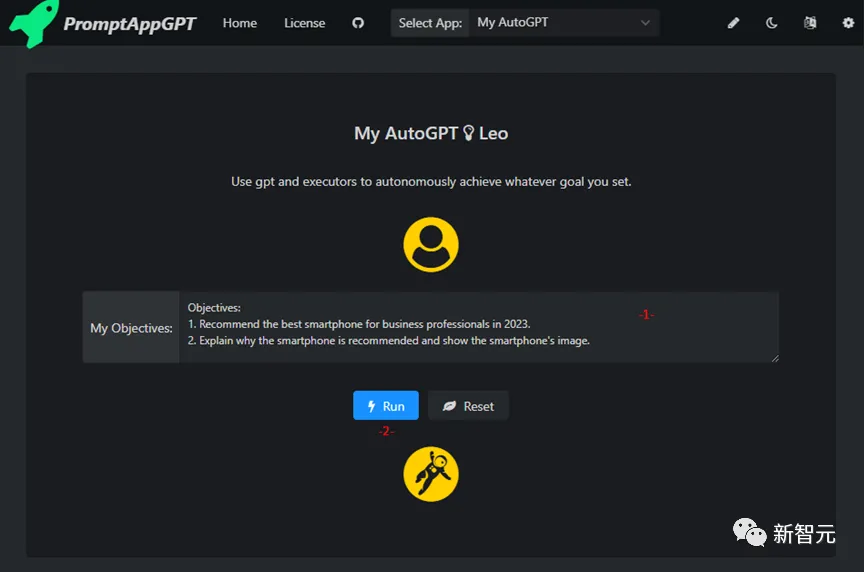 PromptAppGPT Home License Select App: My AutoGPT
My AutoGPT Leo
Use gpt and executors to autonomously achieve whatever goal you set.
My Objectives:
Objectives:
1. Recommend the best smartphone for business professionals in 2023.
2. Explain why the smartphone is recommended and show the smartphone's image.
-1-
Run Reset
-2-
新智元